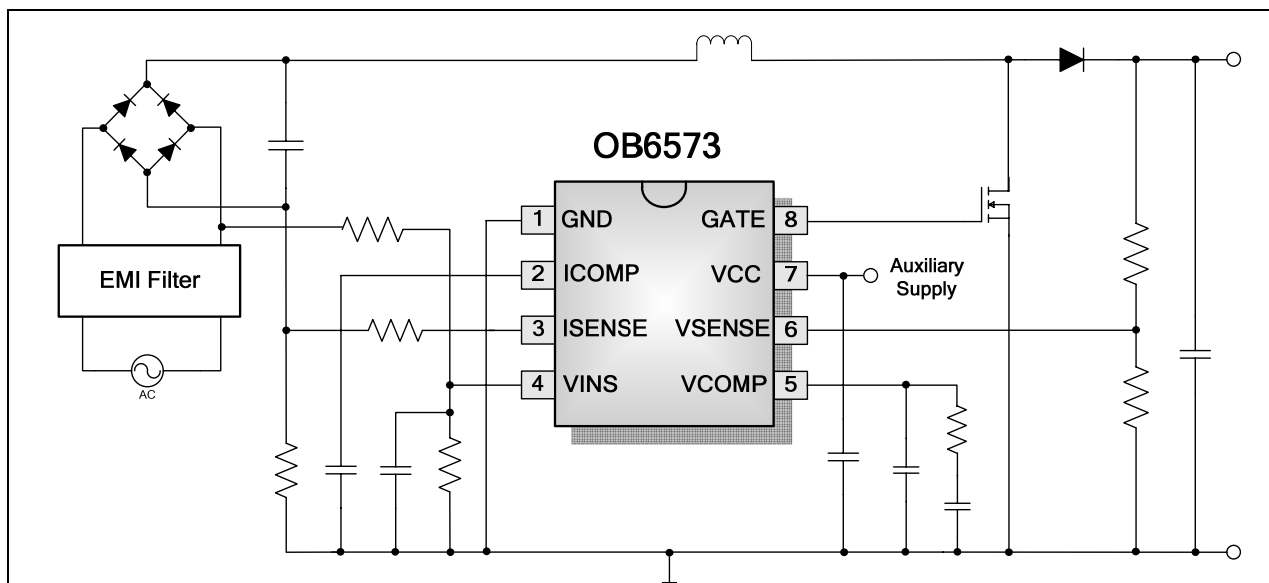 OB6573
1 GND
GATE 8
2 ICOMP
VCC 7
Auxiliary
Supply
EMI Filter
3 ISENSE
VSENSE 6
4 VINS
VCOMP 5
AC